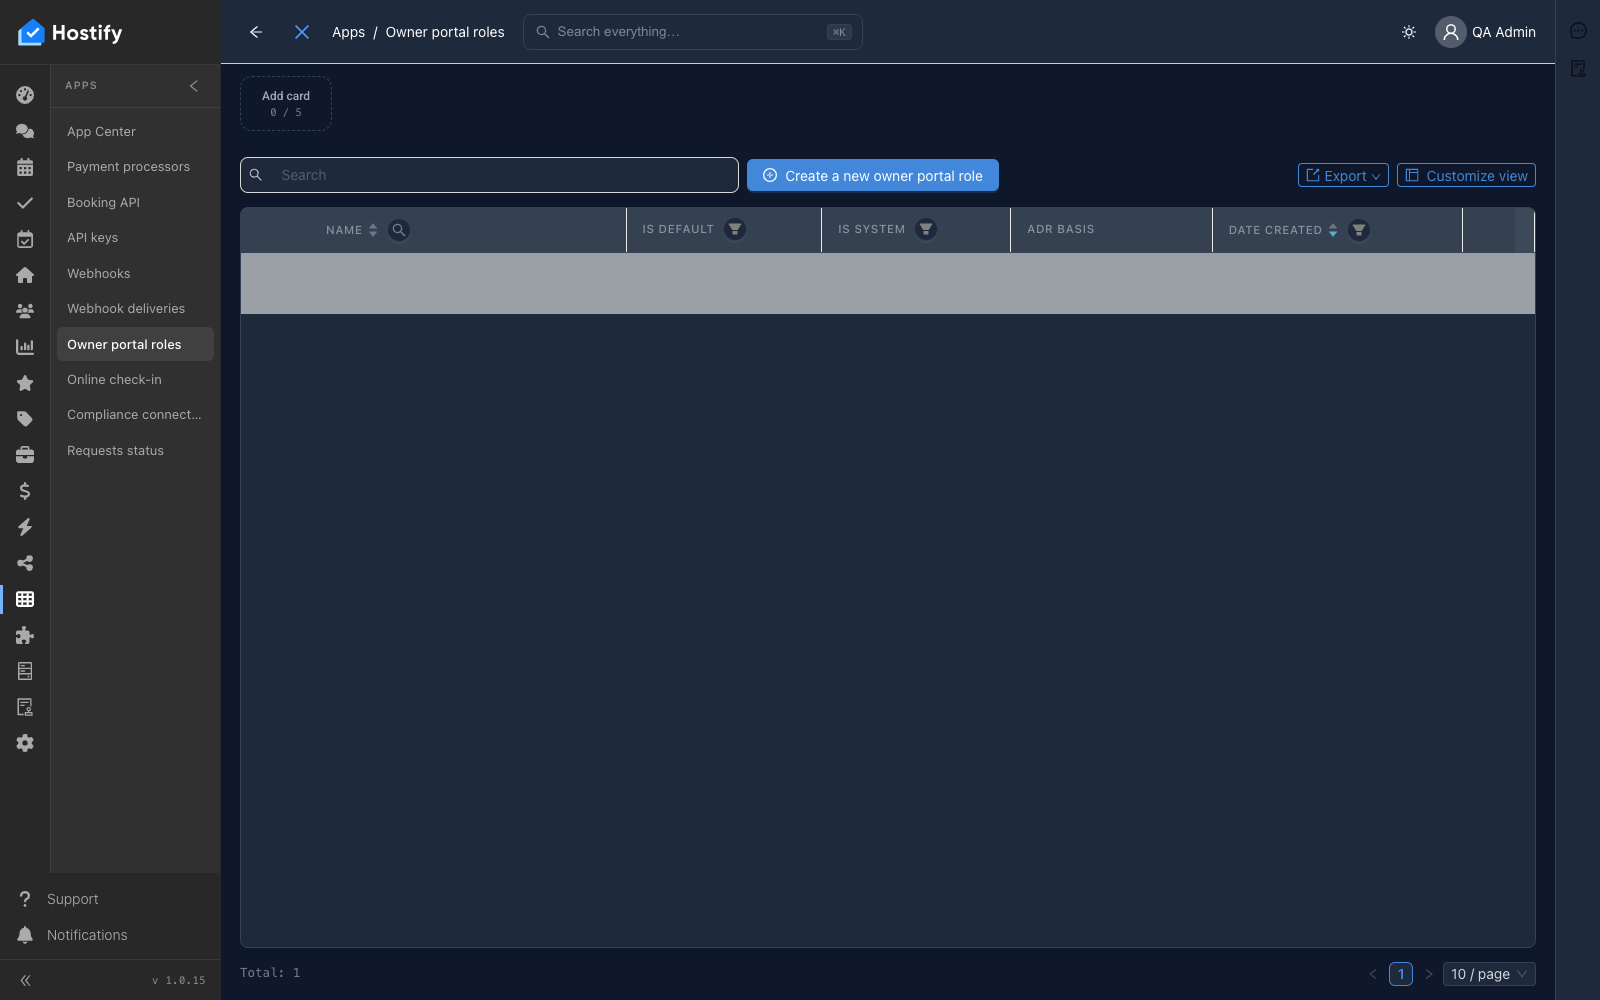 Hostify
Apps / Owner portal roles
Search everything...
⌘K
QA Admin
APPS
App Center
Payment processors
Booking API
API keys
Webhooks
Webhook deliveries
Owner portal roles
Online check-in
Compliance connect...
Requests status
Support
Notifications
v 1.0.15
Add card
0 / 5
Search
Create a new owner portal role
Export
Customize view
NAME
IS DEFAULT
IS SYSTEM
ADR BASIS
DATE CREATED
Total: 1
1
10 / page